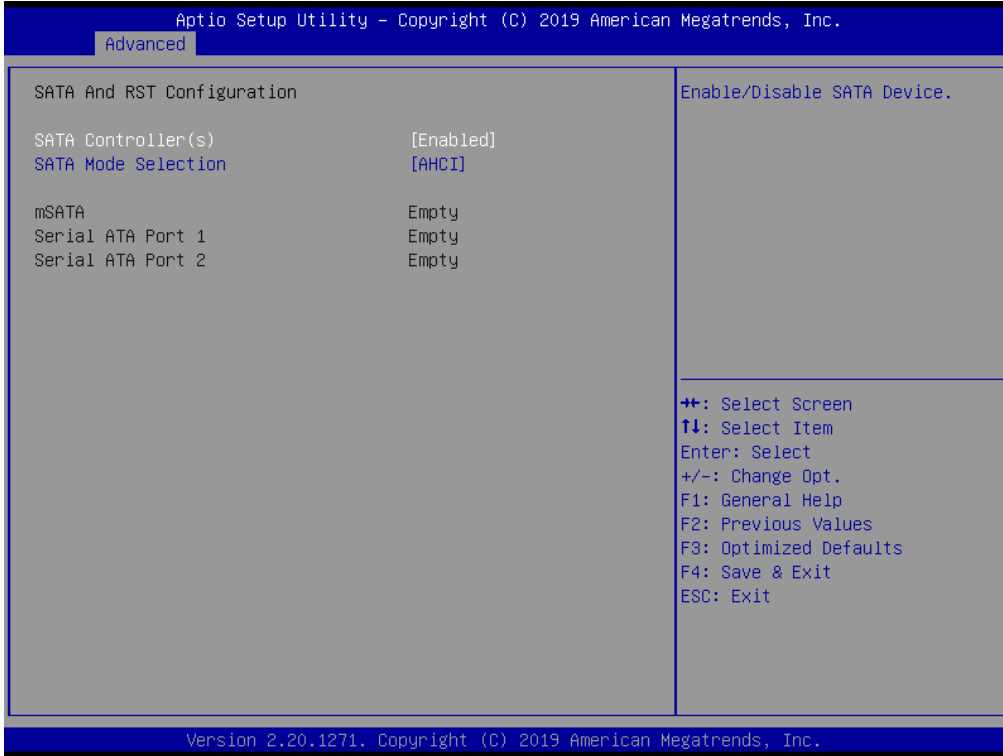 Aptio Setup Utility – Copyright (C) 2019 American Megatrends, Inc.
Advanced
SATA And RST Configuration
Enable/Disable SATA Device.
SATA Controller(s) [Enabled]
SATA Mode Selection [AHCI]
mSATA Empty
Serial ATA Port 1 Empty
Serial ATA Port 2 Empty
→←: Select Screen
↑↓: Select Item
Enter: Select
+/-: Change Opt.
F1: General Help
F2: Previous Values
F3: Optimized Defaults
F4: Save & Exit
ESC: Exit
Version 2.20.1271. Copyright (C) 2019 American Megatrends, Inc.